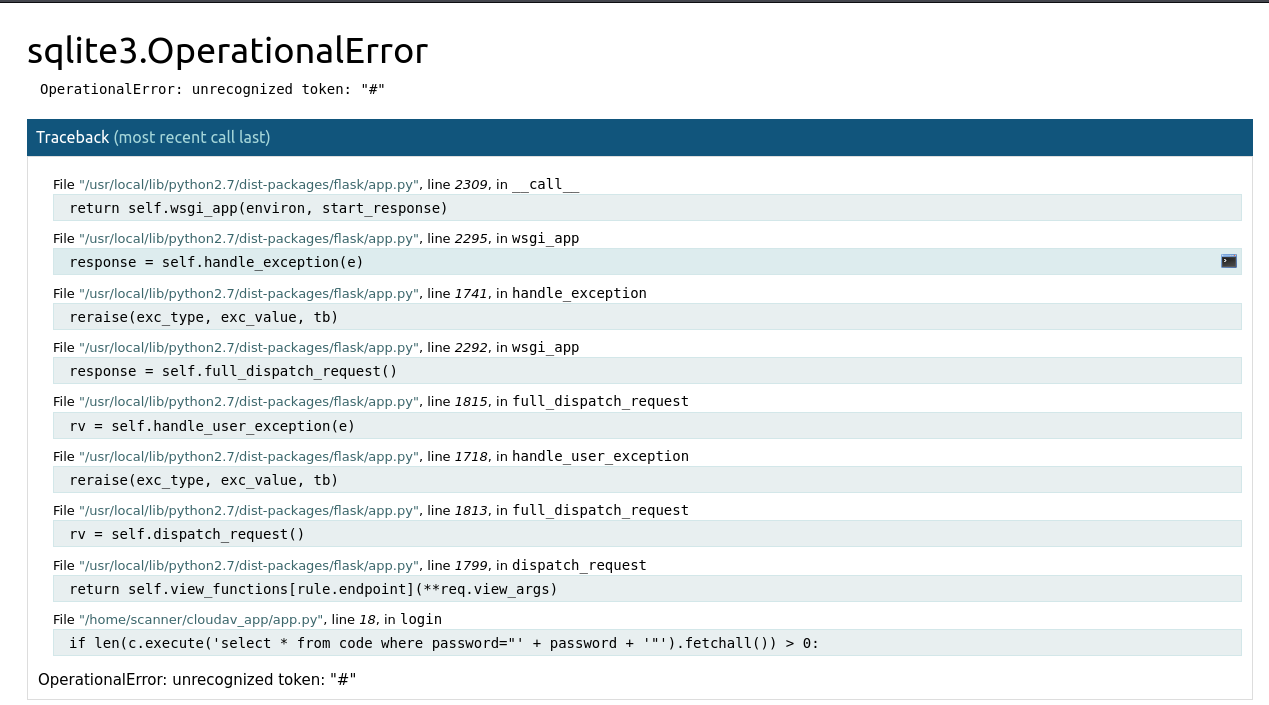 sqlite3.OperationalError
OperationalError: unrecognized token: "#"
Traceback (most recent call last)
File "/usr/local/lib/python2.7/dist-packages/flask/app.py", line 2309, in __call__
return self.wsgi_app(environ, start_response)
File "/usr/local/lib/python2.7/dist-packages/flask/app.py", line 2295, in wsgi_app
response = self.handle_exception(e)
File "/usr/local/lib/python2.7/dist-packages/flask/app.py", line 1741, in handle_exception
reraise(exc_type, exc_value, tb)
File "/usr/local/lib/python2.7/dist-packages/flask/app.py", line 2292, in wsgi_app
response = self.full_dispatch_request()
File "/usr/local/lib/python2.7/dist-packages/flask/app.py", line 1815, in full_dispatch_request
rv = self.handle_user_exception(e)
File "/usr/local/lib/python2.7/dist-packages/flask/app.py", line 1718, in handle_user_exception
reraise(exc_type, exc_value, tb)
File "/usr/local/lib/python2.7/dist-packages/flask/app.py", line 1813, in full_dispatch_request
rv = self.dispatch_request()
File "/usr/local/lib/python2.7/dist-packages/flask/app.py", line 1799, in dispatch_request
return self.view_functions[rule.endpoint](**req.view_args)
File "/home/scanner/cloudav_app/app.py", line 18, in login
if len(c.execute('select * from code where password="' + password + '"').fetchall()) > 0:
OperationalError: unrecognized token: "#"